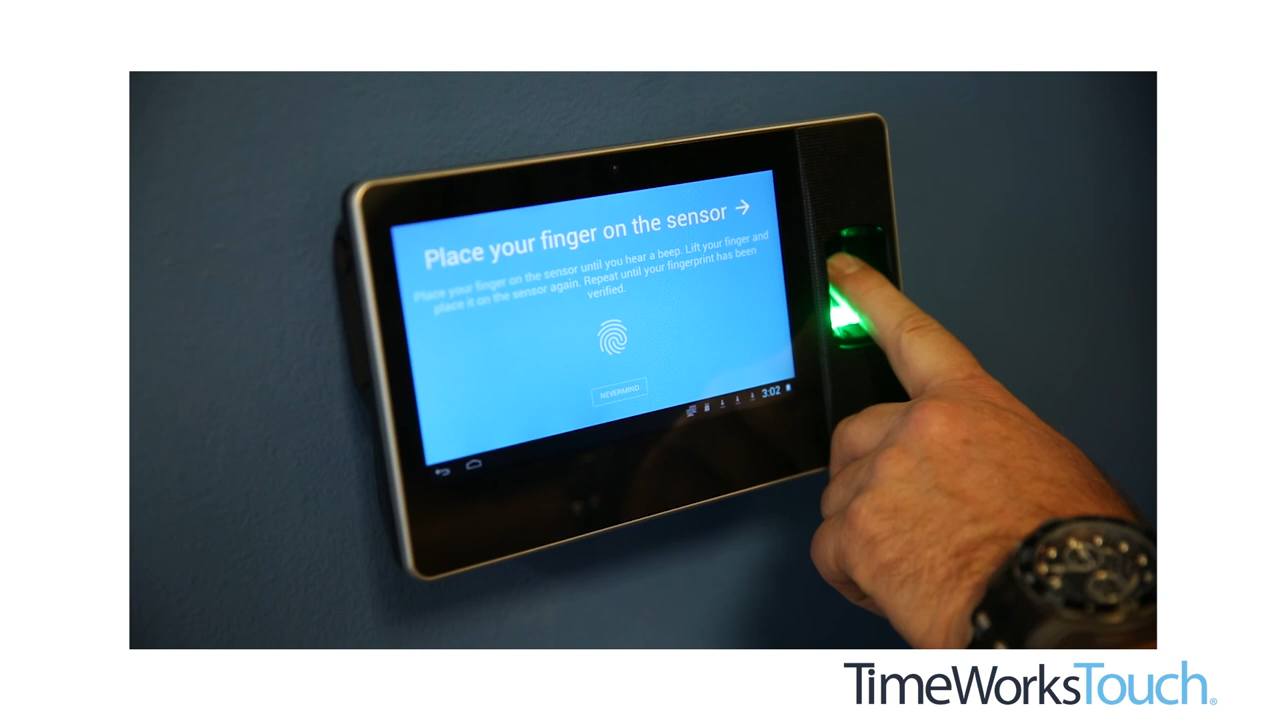 Place your finger on the sensor →
Place your finger on the sensor until you hear a beep. Lift your finger and
place it on the sensor again. Repeat until your fingerprint has been
verified.
NEVERMIND
3:02
TimeWorksTouch®